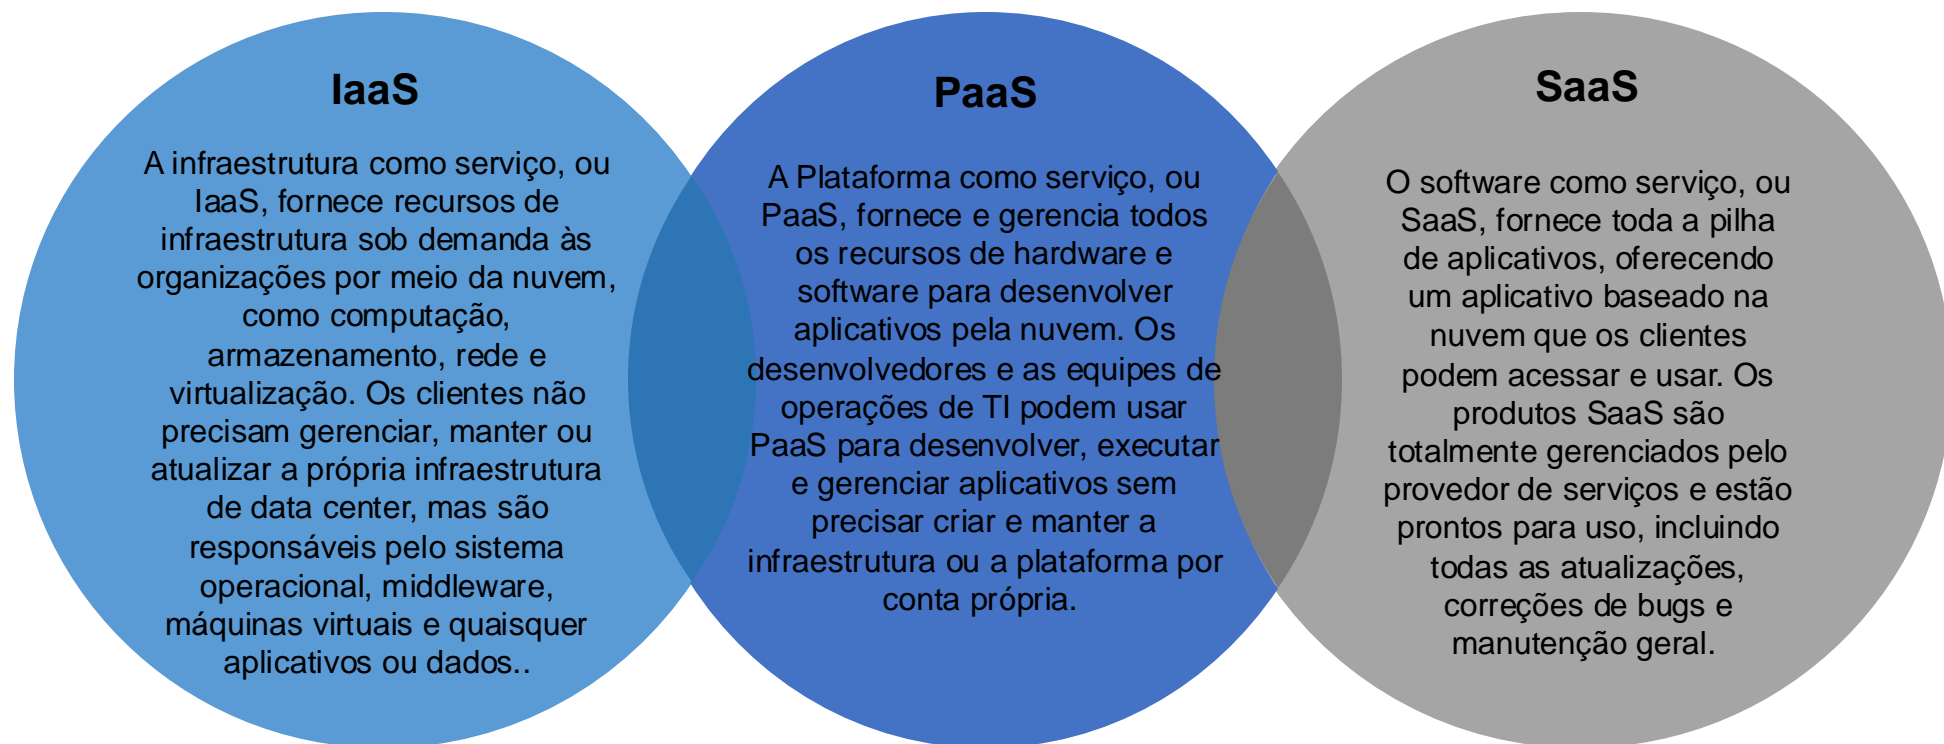 IaaS
A infraestrutura como serviço, ou
IaaS, fornece recursos de
infraestrutura sob demanda às
organizações por meio da nuvem,
como computação,
armazenamento, rede e
virtualização. Os clientes não
precisam gerenciar, manter ou
atualizar a própria infraestrutura
de data center, mas são
responsáveis pelo sistema
operacional, middleware,
máquinas virtuais e quaisquer
aplicativos ou dados..
PaaS
A Plataforma como serviço, ou
PaaS, fornece e gerencia todos
os recursos de hardware e
software para desenvolver
aplicativos pela nuvem. Os
desenvolvedores e as equipes de
operações de TI podem usar
PaaS para desenvolver, executar
e gerenciar aplicativos sem
precisar criar e manter a
infraestrutura ou a plataforma por
conta própria.
SaaS
O software como serviço, ou
SaaS, fornece toda a pilha
de aplicativos, oferecendo
um aplicativo baseado na
nuvem que os clientes
podem acessar e usar. Os
produtos SaaS são
totalmente gerenciados pelo
provedor de serviços e estão
prontos para uso, incluindo
todas as atualizações,
correções de bugs e
manutenção geral.